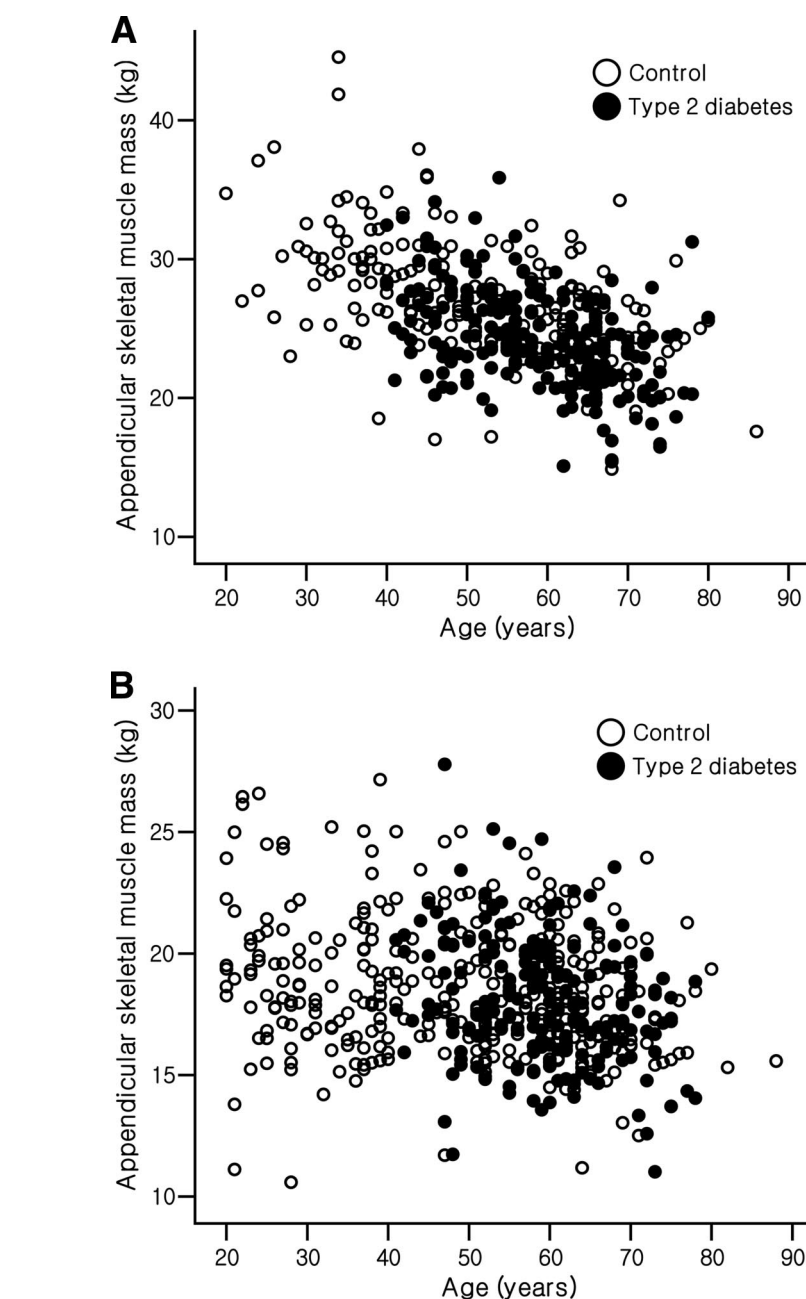 A
Appendicular skeletal muscle mass (kg)
Control
Type 2 diabetes
40
30
20
10
20 30 40 50 60 70 80 90
Age (years)
B
Appendicular skeletal muscle mass (kg)
Control
Type 2 diabetes
30
25
20
15
10
20 30 40 50 60 70 80 90
Age (years)